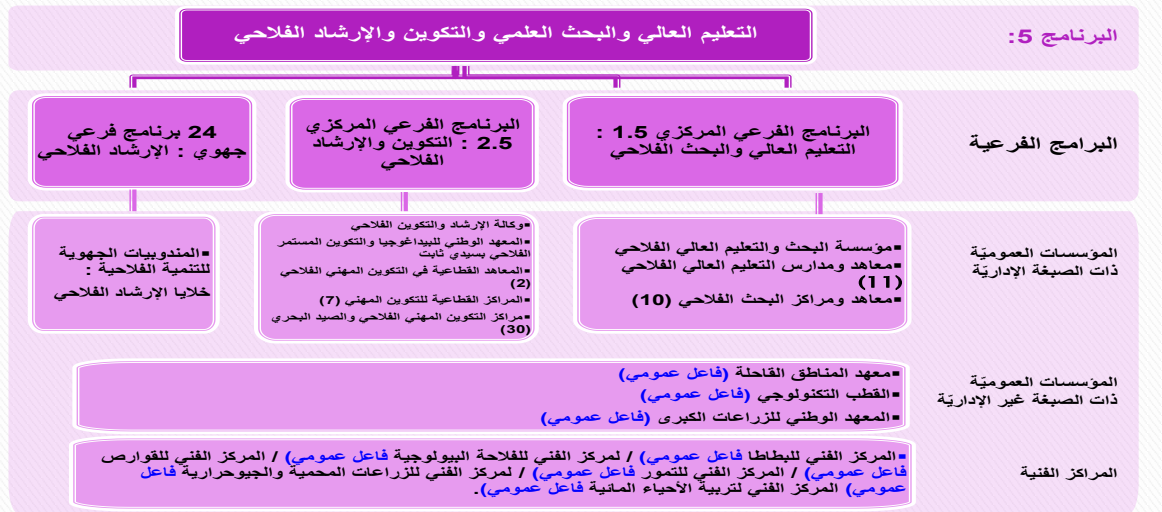 البرنامج 5:
التعليم العالي والبحث العلمي والتكوين والإرشاد الفلاحي
البرامج الفرعية
البرنامج الفرعي المركزي 1.5 :
التعليم العالي والبحث الفلاحي
البرنامج الفرعي المركزي
2.5 : التكوين والإرشاد
الفلاحي
24 برنامج فرعي
جهوي : الإرشاد الفلاحي
المؤسسات العموميّة
ذات الصبغة الإداريّة
▪مؤسسة البحث والتعليم العالي الفلاحي
▪معاهد ومدارس التعليم العالي الفلاحي
(11)
▪معاهد ومراكز البحث الفلاحي (10)
▪وكالة الإرشاد والتكوين الفلاحي
▪المعهد الوطني للبيداغوجيا والتكوين المستمر
الفلاحي بسيدي ثابت
▪المعاهد القطاعية في التكوين المهني الفلاحي
(2)
▪المراكز القطاعية للتكوين المهني (7)
▪مراكز التكوين المهني الفلاحي والصيد البحري
(30)
▪المندوبيات الجهوية
للتنمية الفلاحية :
خلايا الإرشاد الفلاحي
المؤسسات العموميّة
ذات الصبغة غير الإداريّة
▪معهد المناطق القاحلة (فاعل عمومي)
▪القطب التكنولوجي (فاعل عمومي)
▪المعهد الوطني للزراعات الكبرى (فاعل عمومي)
المراكز الفنية
▪المركز الفني للبطاطا فاعل عمومي) / لمركز الفني للفلاحة البيولوجية فاعل عمومي) / المركز الفني للقوارص
فاعل عمومي) / المركز الفني للتمور فاعل عمومي) / لمركز الفني للزراعات المحمية والجيوحرارية فاعل
عمومي) المركز الفني لتربية الأحياء المائية فاعل عمومي).